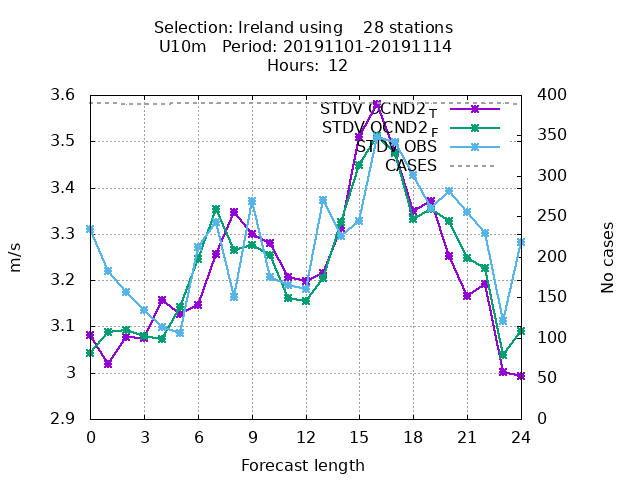 Selection: Ireland using 28 stations
U10m Period: 20191101-20191114
Hours: 12
3.6
3.5
3.4
3.3
3.2
3.1
3
2.9
m/s
400
350
300
250
200
150
100
50
0
No cases
STDV OCND2 T
STDV OCND2 F
STDV OBS
CASES
0 3 6 9 12 15 18 21 24
Forecast length